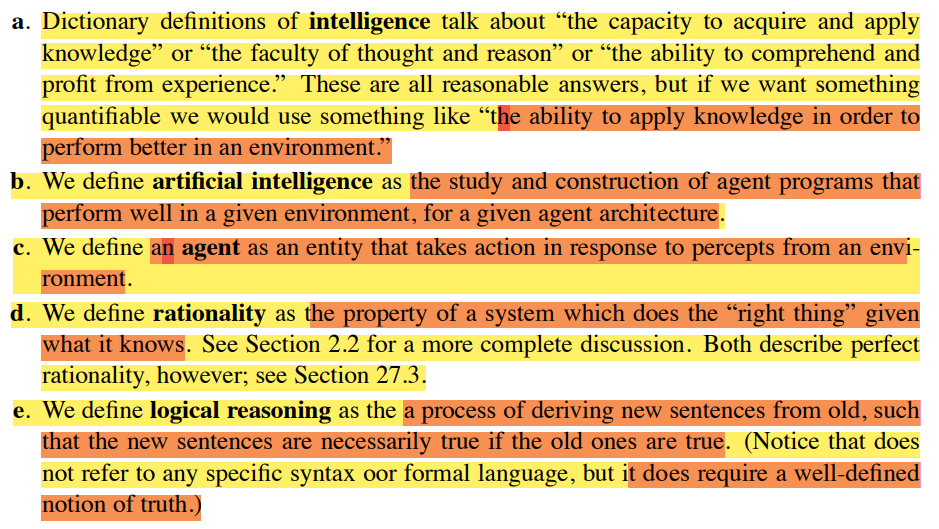 a. Dictionary definitions of intelligence talk about “the capacity to acquire and apply
knowledge” or “the faculty of thought and reason” or “the ability to comprehend and
profit from experience.” These are all reasonable answers, but if we want something
quantifiable we would use something like “the ability to apply knowledge in order to
perform better in an environment.”
b. We define artificial intelligence as the study and construction of agent programs that
perform well in a given environment, for a given agent architecture.
c. We define an agent as an entity that takes action in response to percepts from an envi-
ronment.
d. We define rationality as the property of a system which does the “right thing” given
what it knows. See Section 2.2 for a more complete discussion. Both describe perfect
rationality, however; see Section 27.3.
e. We define logical reasoning as the a process of deriving new sentences from old, such
that the new sentences are necessarily true if the old ones are true. (Notice that does
not refer to any specific syntax oor formal language, but it does require a well-defined
notion of truth.)